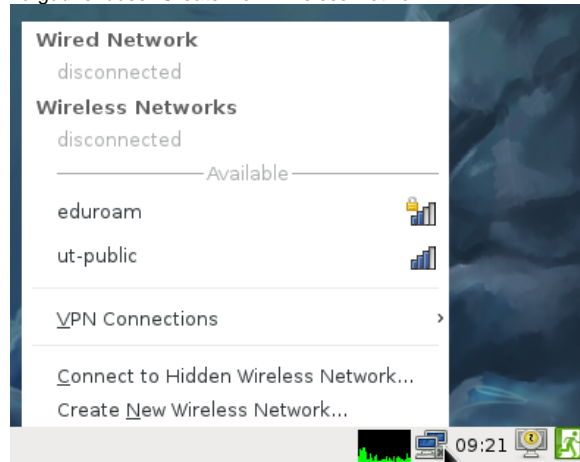 Wired Network
disconnected
Wireless Networks
disconnected
Available
eduroam
ut-public
VPN Connections
Connect to Hidden Wireless Network...
Create New Wireless Network...
09:21